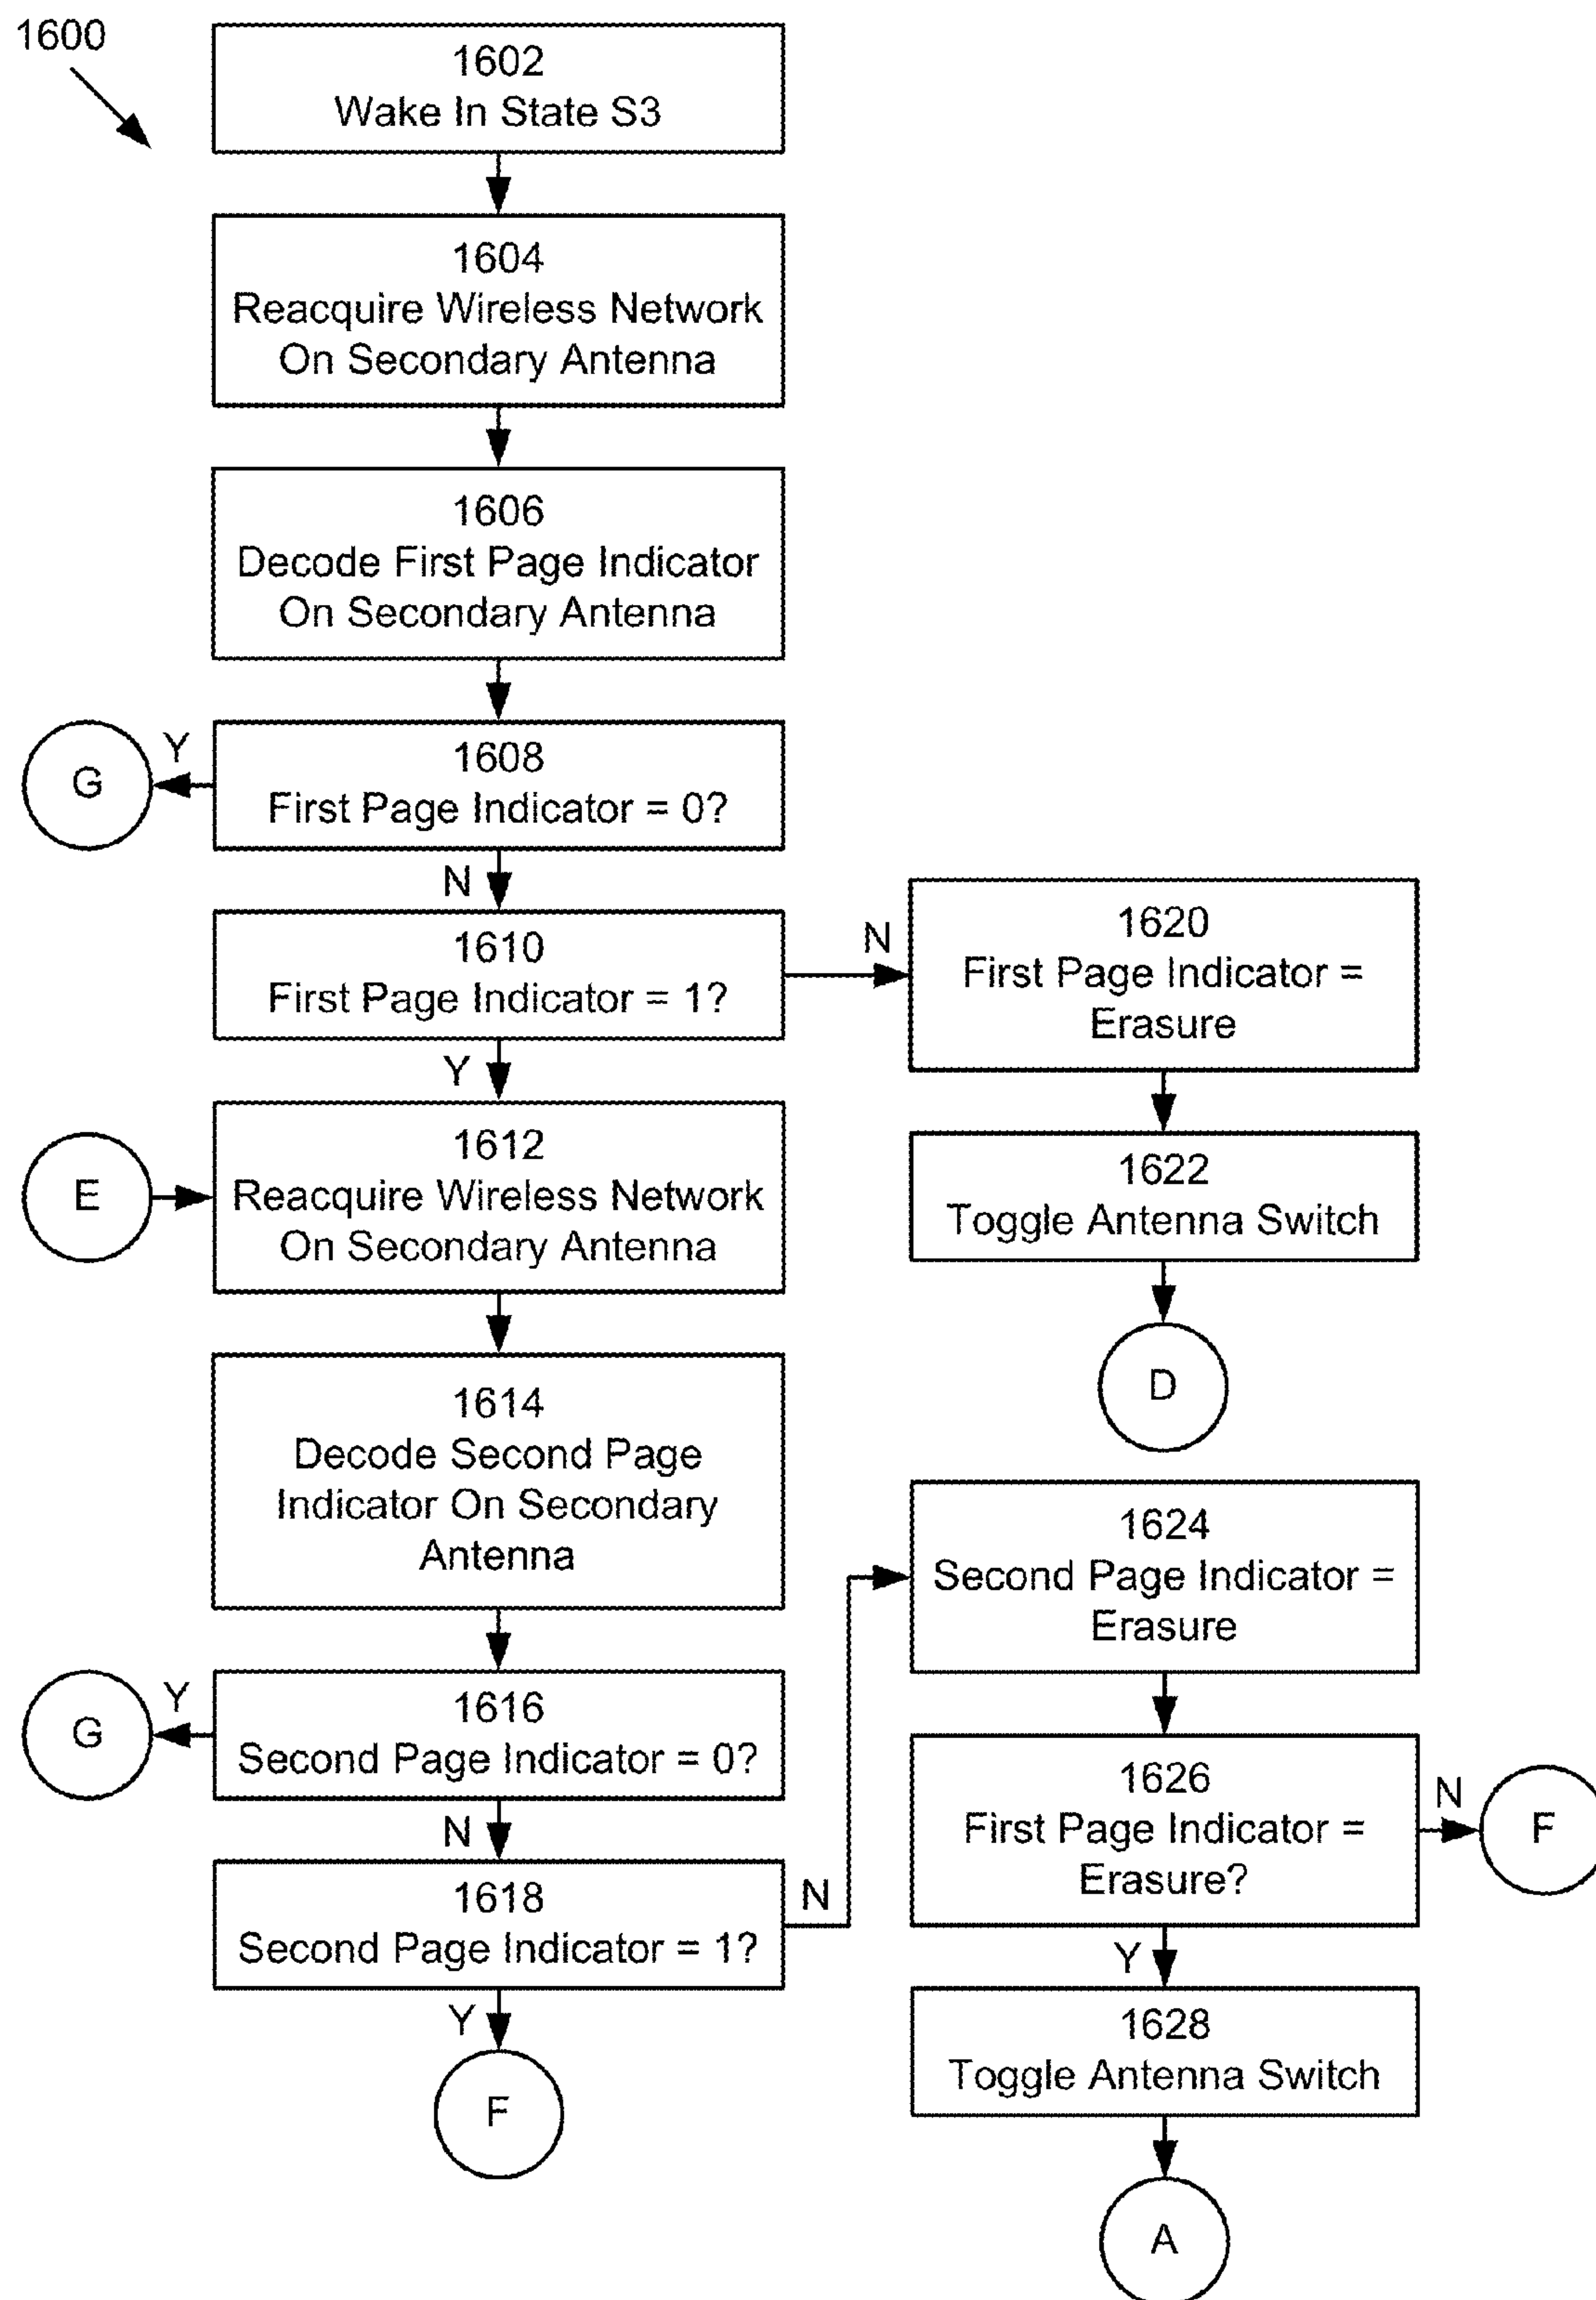 1600
1602
Wake In State S3
1604
Reacquire Wireless Network
On Secondary Antenna
1606
Decode First Page Indicator
On Secondary Antenna
G
Y
1608
First Page Indicator = 0?
N
1610
First Page Indicator = 1?
N
1620
First Page Indicator =
Erasure
Y
E
1612
Reacquire Wireless Network
On Secondary Antenna
1622
Toggle Antenna Switch
D
1614
Decode Second Page
Indicator On Secondary
Antenna
1624
Second Page Indicator =
Erasure
G
Y
1616
Second Page Indicator = 0?
N
1618
Second Page Indicator = 1?
N
1626
First Page Indicator =
Erasure?
N
F
Y
F
Y
1628
Toggle Antenna Switch
A